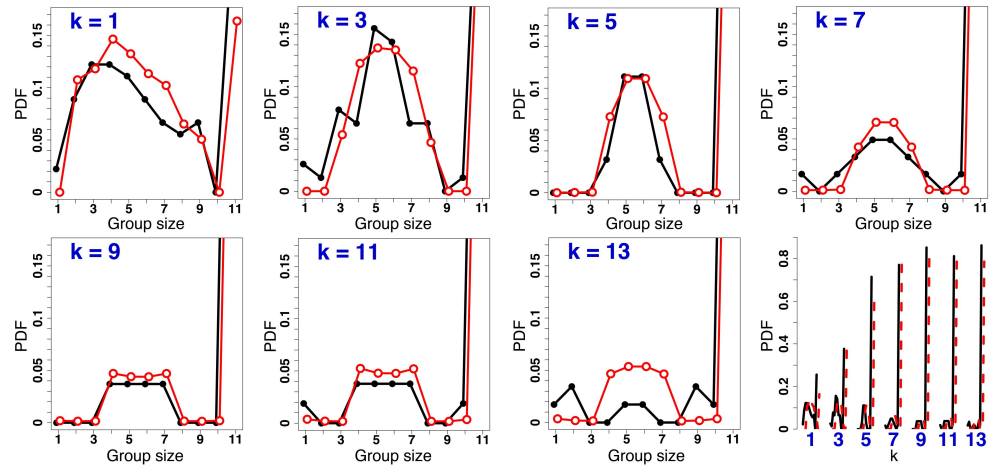 k = 1
PDF
0 0.05 0.1 0.15
1 3 5 7 9 11
Group size
k = 3
PDF
0 0.05 0.1 0.15
1 3 5 7 9 11
Group size
k = 5
PDF
0 0.05 0.1 0.15
1 3 5 7 9 11
Group size
k = 7
PDF
0 0.05 0.1 0.15
1 3 5 7 9 11
Group size
k = 9
PDF
0 0.05 0.1 0.15
1 3 5 7 9 11
Group size
k = 11
PDF
0 0.05 0.1 0.15
1 3 5 7 9 11
Group size
k = 13
PDF
0 0.05 0.1 0.15
1 3 5 7 9 11
Group size
PDF
0 0.2 0.4 0.6 0.8
1 3 5 7 9 11 13
k